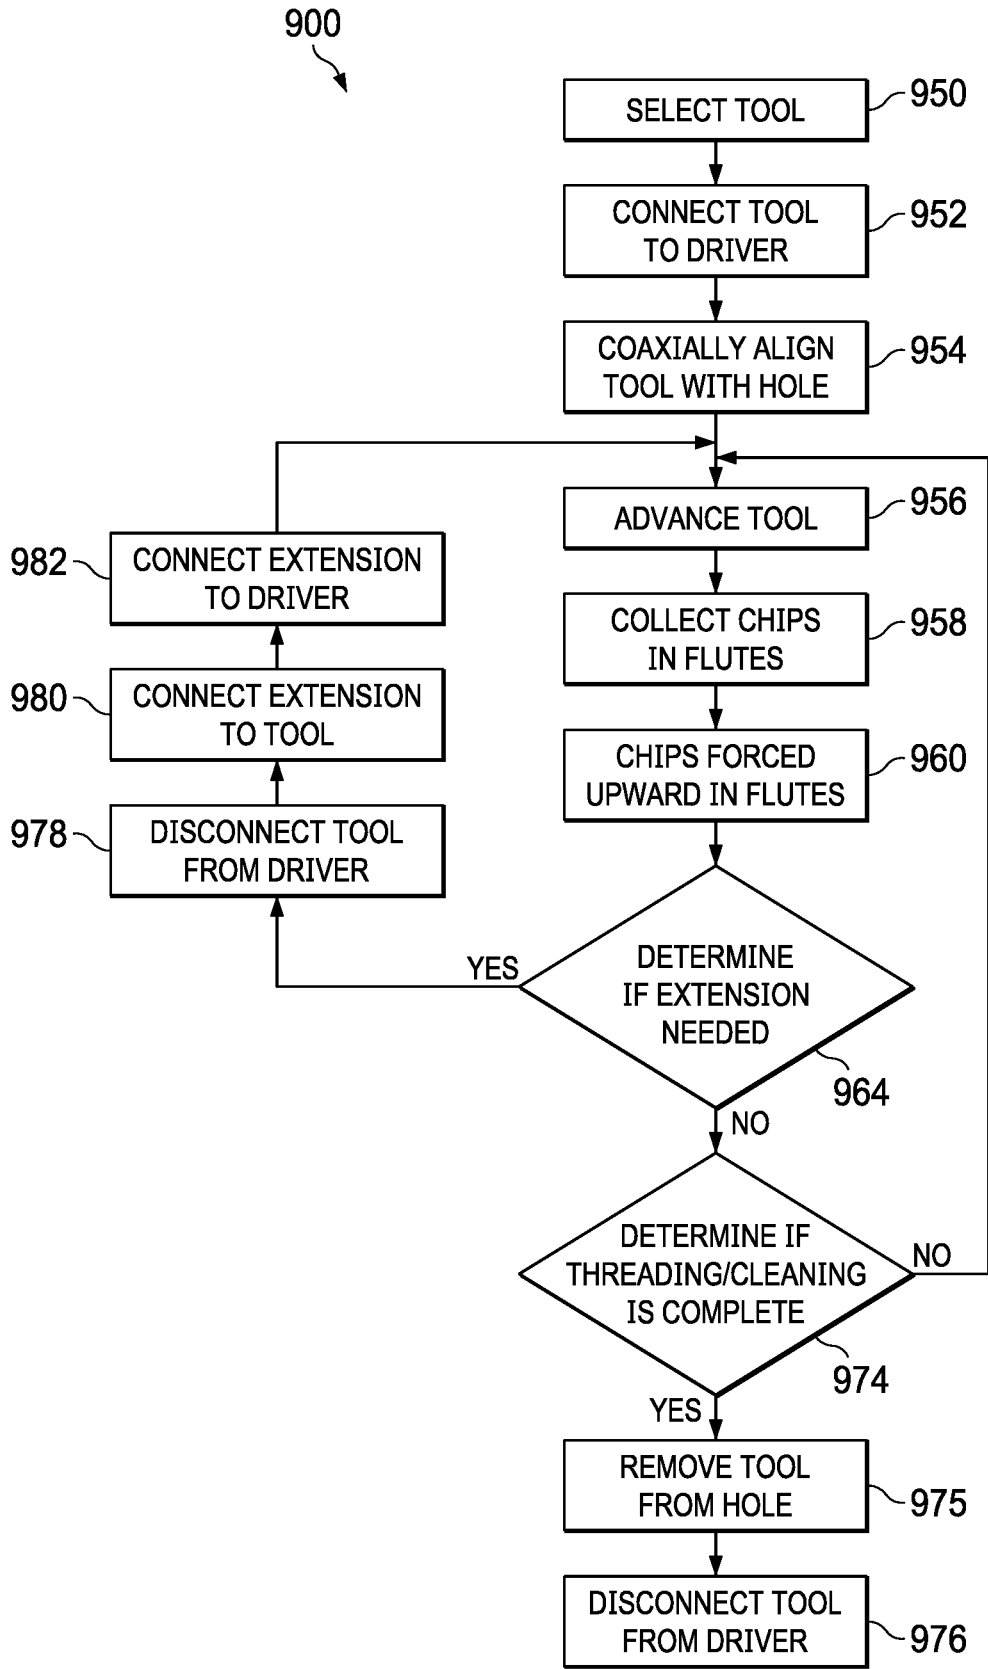 900
SELECT TOOL
950
CONNECT TOOL
TO DRIVER
952
COAXIALLY ALIGN
TOOL WITH HOLE
954
ADVANCE TOOL
956
COLLECT CHIPS
IN FLUTES
958
CHIPS FORCED
UPWARD IN FLUTES
960
982
CONNECT EXTENSION
TO DRIVER
980
CONNECT EXTENSION
TO TOOL
978
DISCONNECT TOOL
FROM DRIVER
YES
DETERMINE
IF EXTENSION
NEEDED
964
NO
DETERMINE IF
THREADING/CLEANING
IS COMPLETE
NO
974
YES
REMOVE TOOL
FROM HOLE
975
DISCONNECT TOOL
FROM DRIVER
976